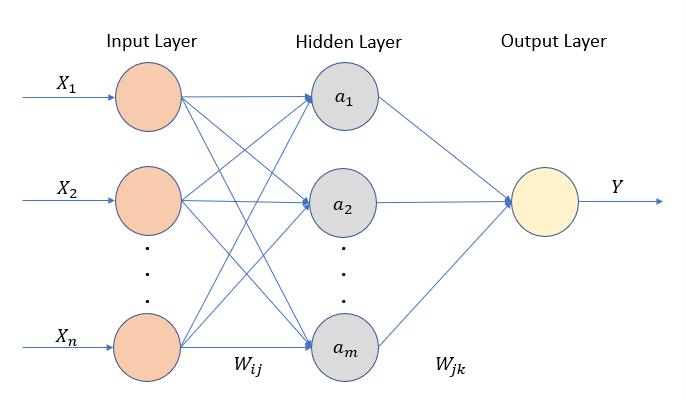 Input Layer
Hidden Layer
Output Layer
X₁
a₁
X₂
a₂
Y
Xₙ
aₘ
Wᵢⱼ
Wⱼₖ